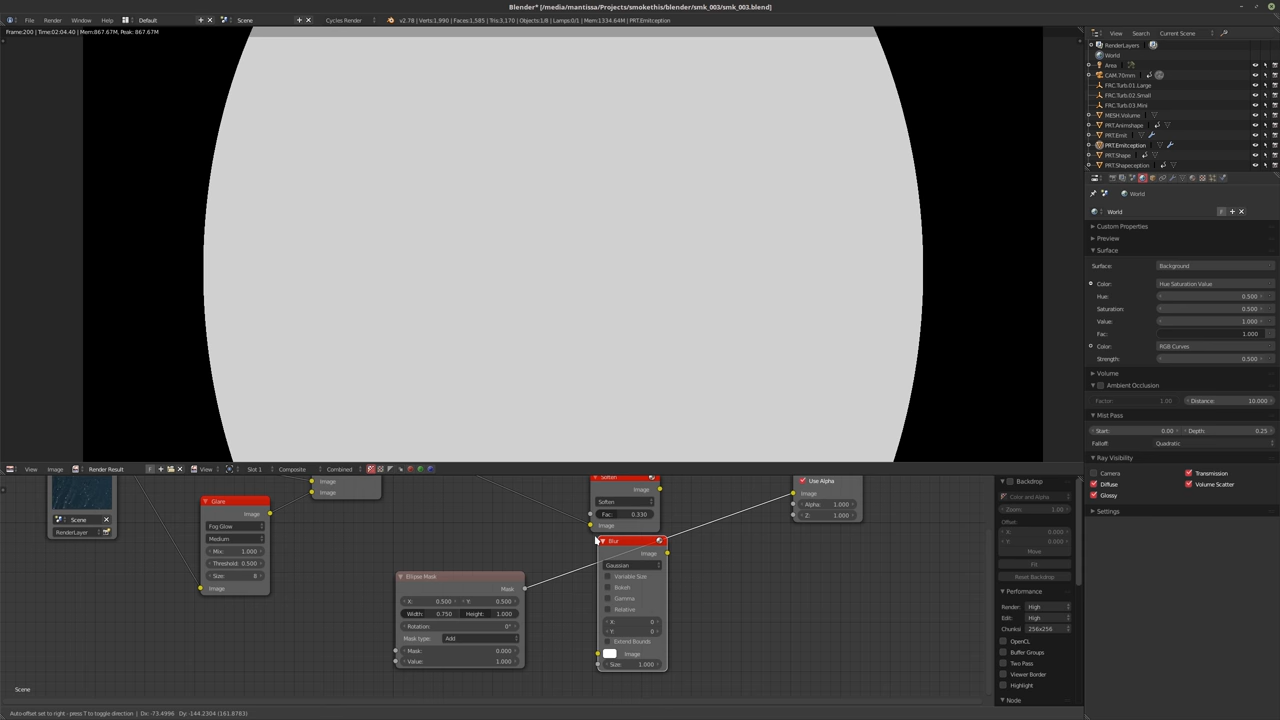 Blender* [/media/mantissa/Projects/smokethis/blender/smk_003/smk_003.blend]
File Render Window Help Default Scene Cycles Render v2.78 | Verts:1,990 | Faces:1,585 | Tris:3,170 | Objects:1/8 | Lamps:0/1 | Mem:1334.64M | PRT.Emitception
Frame:200 | Time:02:04.40 | Mem:867.67M, Peak: 867.67M
View Search Current Scene
RenderLayers
World
Area
CAM.70mm
FRC.Turb.01.Large
FRC.Turb.02.Small
FRC.Turb.03.Mini
MESH.Volume
PRT.Animshape
PRT.Emit
PRT.Emitception
PRT.Shape
PRT.Shapeception
World
World F
Custom Properties
Preview
Surface
Surface: Background
Color: Hue Saturation Value
Hue: 0.500
Saturation: 0.500
Value: 1.000
Fac: 1.000
Color: RGB Curves
Strength: 0.500
Volume
Ambient Occlusion
Factor: 1.00 Distance: 10.000
Mist Pass
Start: 0.00 Depth: 0.25
Falloff: Quadratic
Ray Visibility
Camera Transmission
Diffuse Volume Scatter
Glossy
Settings
View Image Render Result F View Slot 1 Composite Combined
Scene
RenderLayer
Glare
Image
Fog Glow
Medium
Mix: 1.000
Threshold: 0.500
Size: 8
Image
Image
Image
Ellipse Mask
Mask
X: 0.500 Y: 0.500
Width: 0.750 Height: 1.000
Rotation: 0°
Mask type: Add
Mask: 0.000
Value: 1.000
Soften
Image
Soften
Fac: 0.330
Image
Blur
Image
Gaussian
Variable Size
Bokeh
Gamma
Relative
X: 0
Y: 0
Extend Bounds
Image
Size: 1.000
Use Alpha
Image
Alpha: 1.000
Z: 1.000
Backdrop
Color and Alpha
Zoom: 1.00
Offset:
X: 0.000
Y: 0.000
Move
Fit
Reset Backdrop
Performance
Render: High
Edit: High
Chunksi 256x256
OpenCL
Buffer Groups
Two Pass
Viewer Border
Highlight
Node
Scene
Auto-offset set to right - press T to toggle direction | Dx: -73.4996 Dy: -144.2304 (161.8783)